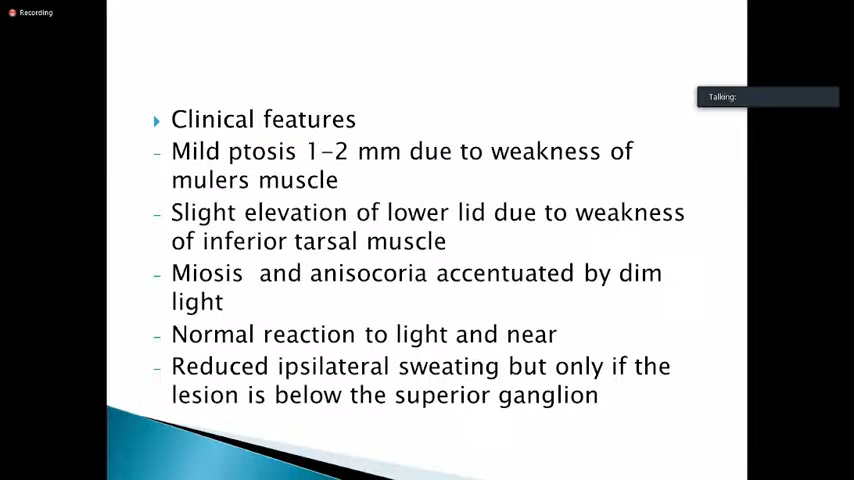 Recording
Talking:
Clinical features
- Mild ptosis 1-2 mm due to weakness of
mulers muscle
- Slight elevation of lower lid due to weakness
of inferior tarsal muscle
- Miosis and anisocoria accentuated by dim
light
- Normal reaction to light and near
- Reduced ipsilateral sweating but only if the
lesion is below the superior ganglion